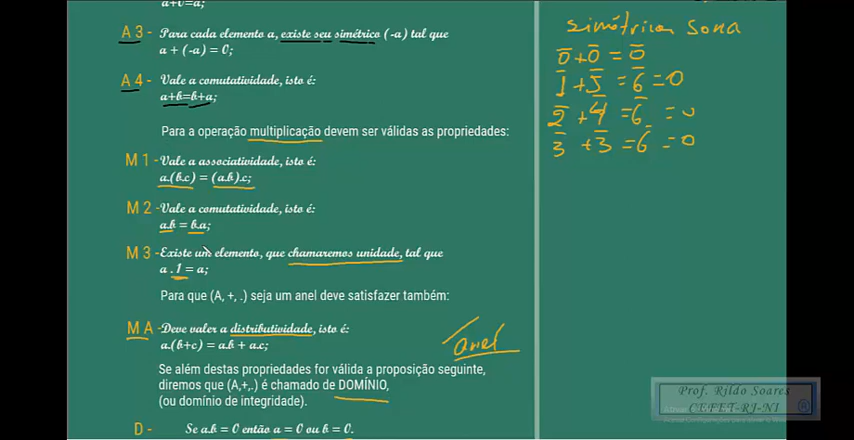 a+0=a;
A 3 - Para cada elemento a, existe seu simétrico (-a) tal que
a + (-a) = 0;
A 4 - Vale a comutatividade, isto é:
a+b=b+a;
Para a operação multiplicação devem ser válidas as propriedades:
M 1 - Vale a associatividade, isto é:
a.(b.c) = (a.b).c;
M 2 - Vale a comutatividade, isto é:
a.b = b.a;
M 3 - Existe um elemento, que chamaremos unidade, tal que
a . 1 = a;
Para que (A, +, .) seja um anel deve satisfazer também:
M A - Deve valer a distributividade, isto é:
a.(b+c) = a.b + a.c;
Anel
Se além destas propriedades for válida a proposição seguinte,
diremos que (A,+,.) é chamado de DOMÍNIO,
(ou domínio de integridade).
D - Se a.b = 0 então a = 0 ou b = 0.
simétricos soma
0̅ + 0̅ = 0̅
1̅ + 5̅ = 6̅ = 0
2̅ + 4̅ = 6̅ = 0
3̅ + 3̅ = 6̅ = 0
Prof. Rildo Soares
CEFET-RJ-NI